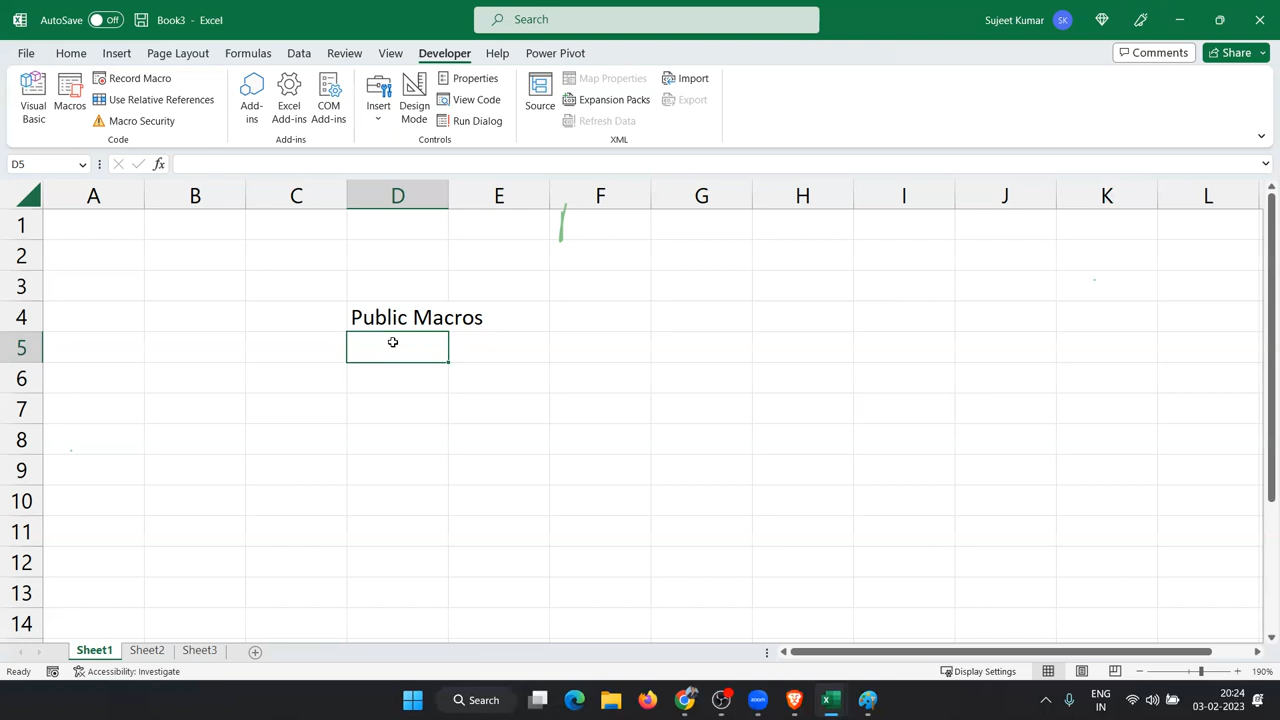 AutoSave Off Book3 - Excel Search Sujeet Kumar SK
File Home Insert Page Layout Formulas Data Review View Developer Help Power Pivot Comments Share
Visual Basic
Macros
Record Macro
Use Relative References
Macro Security
Code
Add-ins
Excel Add-ins
COM Add-ins
Add-ins
Insert
Design Mode
Properties
View Code
Run Dialog
Controls
Source
Map Properties
Expansion Packs
Refresh Data
Import
Export
XML
D5 fx
A B C D E F G H I J K L
1
2
3
4 Public Macros
5
6
7
8
9
10
11
12
13
14
Sheet1 Sheet2 Sheet3
Ready Accessibility: Investigate Display Settings 190%
Search
ENG IN
20:24
03-02-2023